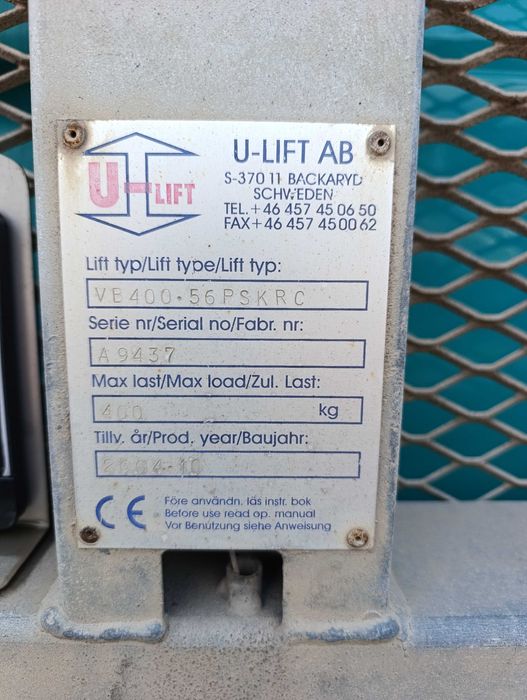 U-LIFT
U-LIFT AB
S-370 11 BACKARYD
SCHWEDEN
TEL. +46 457 45 06 50
FAX +46 457 45 00 62
Lift typ/Lift type/Lift typ:
VB400-56PSKRC
Serie nr/Serial no/Fabr. nr:
A9437
Max last/Max load/Zul. Last:
400 kg
Tillv. år/Prod. year/Baujahr:
2004-10
CE
Före användn. läs instr. bok
Before use read op. manual
Vor Benutzung siehe Anweisung